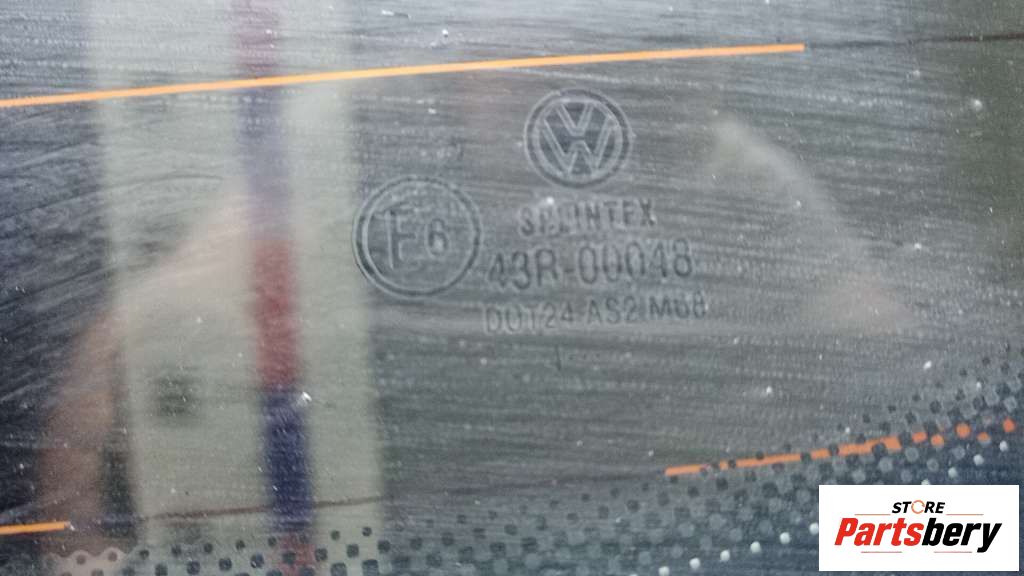 VW
E6
SPLINTEX
43R-00048
DOT24 AS2 M68
STORE
Partsbery